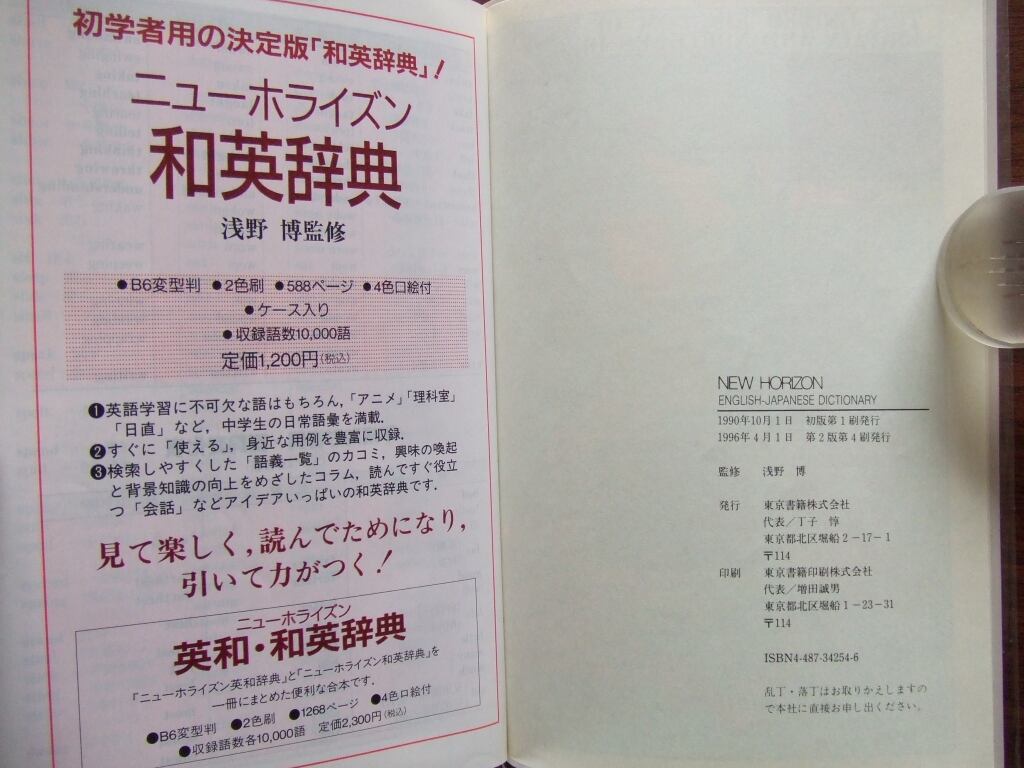 初学者用の決定版「和英辞典」!
ニューホライズン
和英辞典
浅野 博監修
●B6変型判 ●2色刷 ●588ページ ●4色口絵付
●ケース入り
●収録語数10,000語
定価1,200円(税込)
❶英語学習に不可欠な語はもちろん,「アニメ」「理科室」
「日直」など, 中学生の日常語彙を満載.
❷すぐに「使える」, 身近な用例を豊富に収録.
❸検索しやすくした「語義一覧」のカコミ, 興味の喚起
と背景知識の向上をめざしたコラム, 読んですぐ役立
つ「会話」などアイデアいっぱいの和英辞典です.
見て楽しく, 読んでためになり,
引いて力がつく!
ニューホライズン
英和・和英辞典
「ニューホライズン英和辞典」と「ニューホライズン和英辞典」を
一冊にまとめた便利な合本です.
●B6変型判 ●2色刷 ●1268ページ ●4色口絵付
●収録語数各10,000語 定価2,300円(税込)
NEW HORIZON
ENGLISH-JAPANESE DICTIONARY
1990年10月1日 初版第1刷発行
1996年4月1日 第2版第4刷発行
監修 浅野 博
発行 東京書籍株式会社
代表/丁子 惇
東京都北区堀船2-17-1
〒114
印刷 東京書籍印刷株式会社
代表/増田誠男
東京都北区堀船1-23-31
〒114
ISBN4-487-34254-6
乱丁・落丁はお取りかえしますの
で本社に直接お申し出ください。